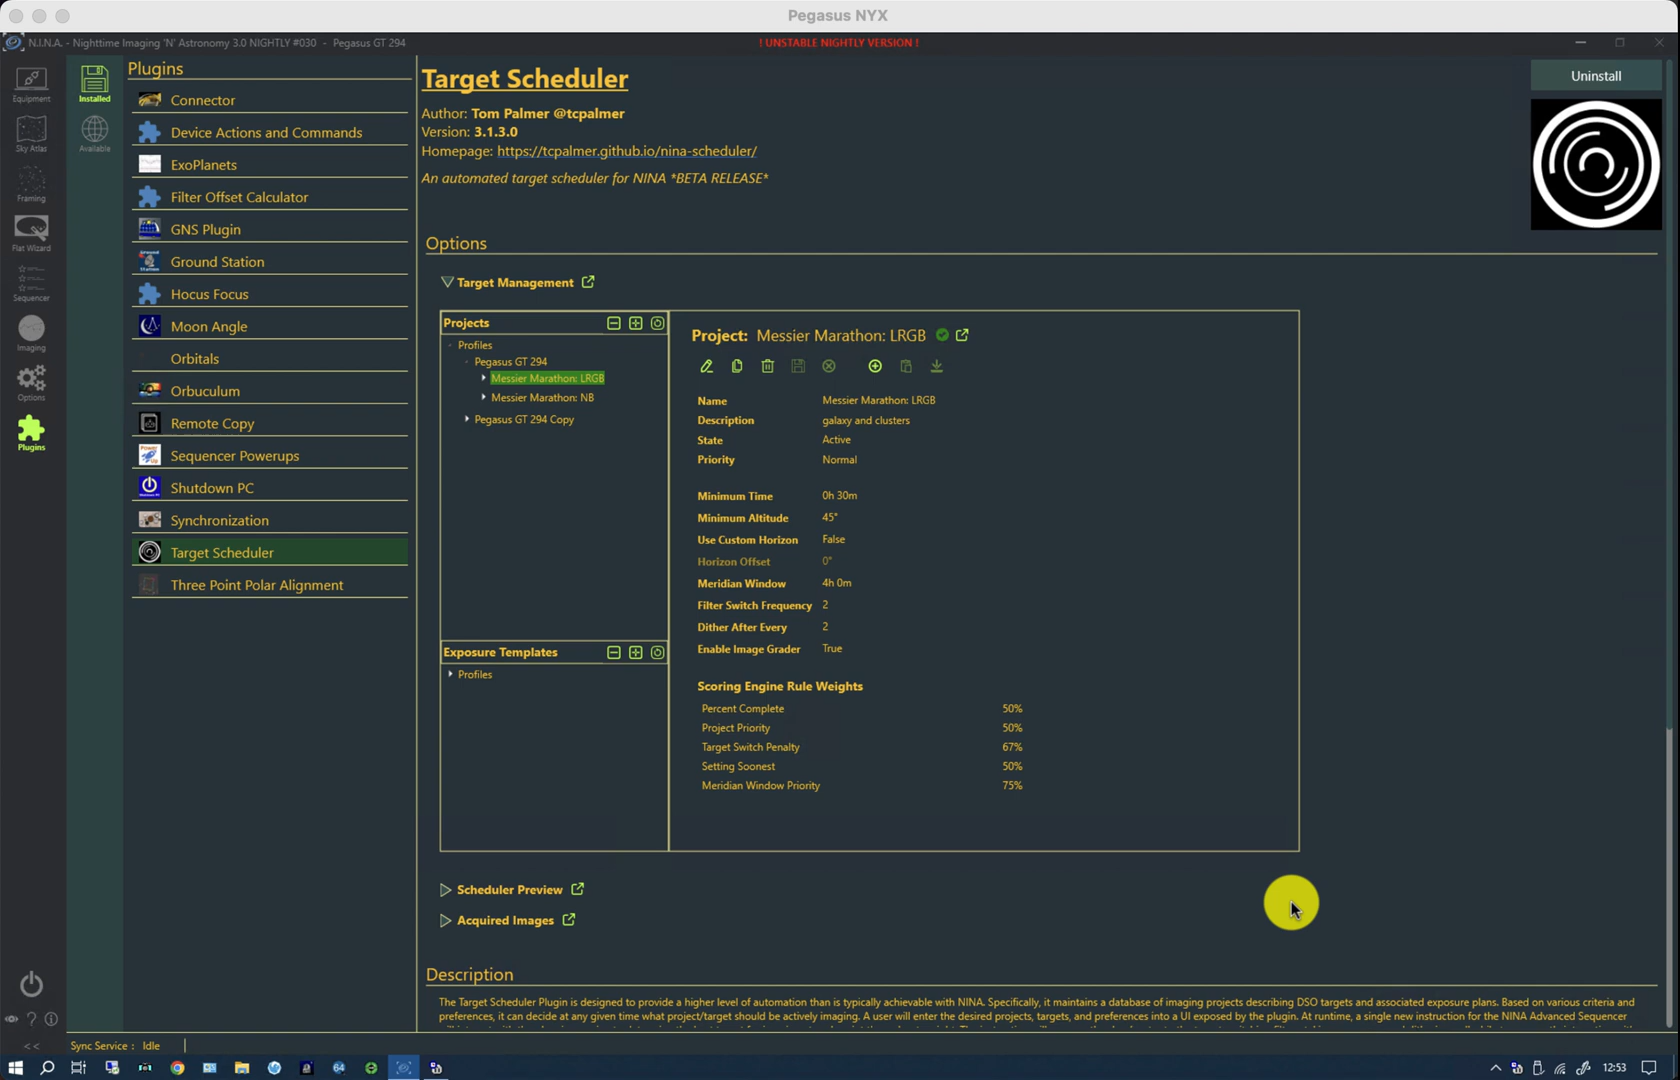 Pegasus NYX
N.I.N.A. - Nighttime Imaging 'N' Astronomy 3.0 NIGHTLY #030 - Pegasus GT 294
! UNSTABLE NIGHTLY VERSION !
Equipment
Sky Atlas
Framing
Flat Wizard
Sequencer
Imaging
Options
Plugins
Installed
Available
Plugins
Connector
Device Actions and Commands
ExoPlanets
Filter Offset Calculator
GNS Plugin
Ground Station
Hocus Focus
Moon Angle
Orbitals
Orbuculum
Remote Copy
Sequencer Powerups
Shutdown PC
Synchronization
Target Scheduler
Three Point Polar Alignment
Target Scheduler
Uninstall
Author: Tom Palmer @tcpalmer
Version: 3.1.3.0
Homepage: https://tcpalmer.github.io/nina-scheduler/
An automated target scheduler for NINA *BETA RELEASE*
Options
Target Management
Projects
Profiles
Pegasus GT 294
Messier Marathon: LRGB
Messier Marathon: NB
Pegasus GT 294 Copy
Exposure Templates
Profiles
Project: Messier Marathon: LRGB
Name Messier Marathon: LRGB
Description galaxy and clusters
State Active
Priority Normal
Minimum Time 0h 30m
Minimum Altitude 45°
Use Custom Horizon False
Horizon Offset 0°
Meridian Window 4h 0m
Filter Switch Frequency 2
Dither After Every 2
Enable Image Grader True
Scoring Engine Rule Weights
Percent Complete 50%
Project Priority 50%
Target Switch Penalty 67%
Setting Soonest 50%
Meridian Window Priority 75%
Scheduler Preview
Acquired Images
Description
The Target Scheduler Plugin is designed to provide a higher level of automation than is typically achievable with NINA. Specifically, it maintains a database of imaging projects describing DSO targets and associated exposure plans. Based on various criteria and
preferences, it can decide at any given time what project/target should be actively imaging. A user will enter the desired projects, targets, and preferences into a UI exposed by the plugin. At runtime, a single new instruction for the NINA Advanced Sequencer
<<
Sync Service : Idle
64
12:53